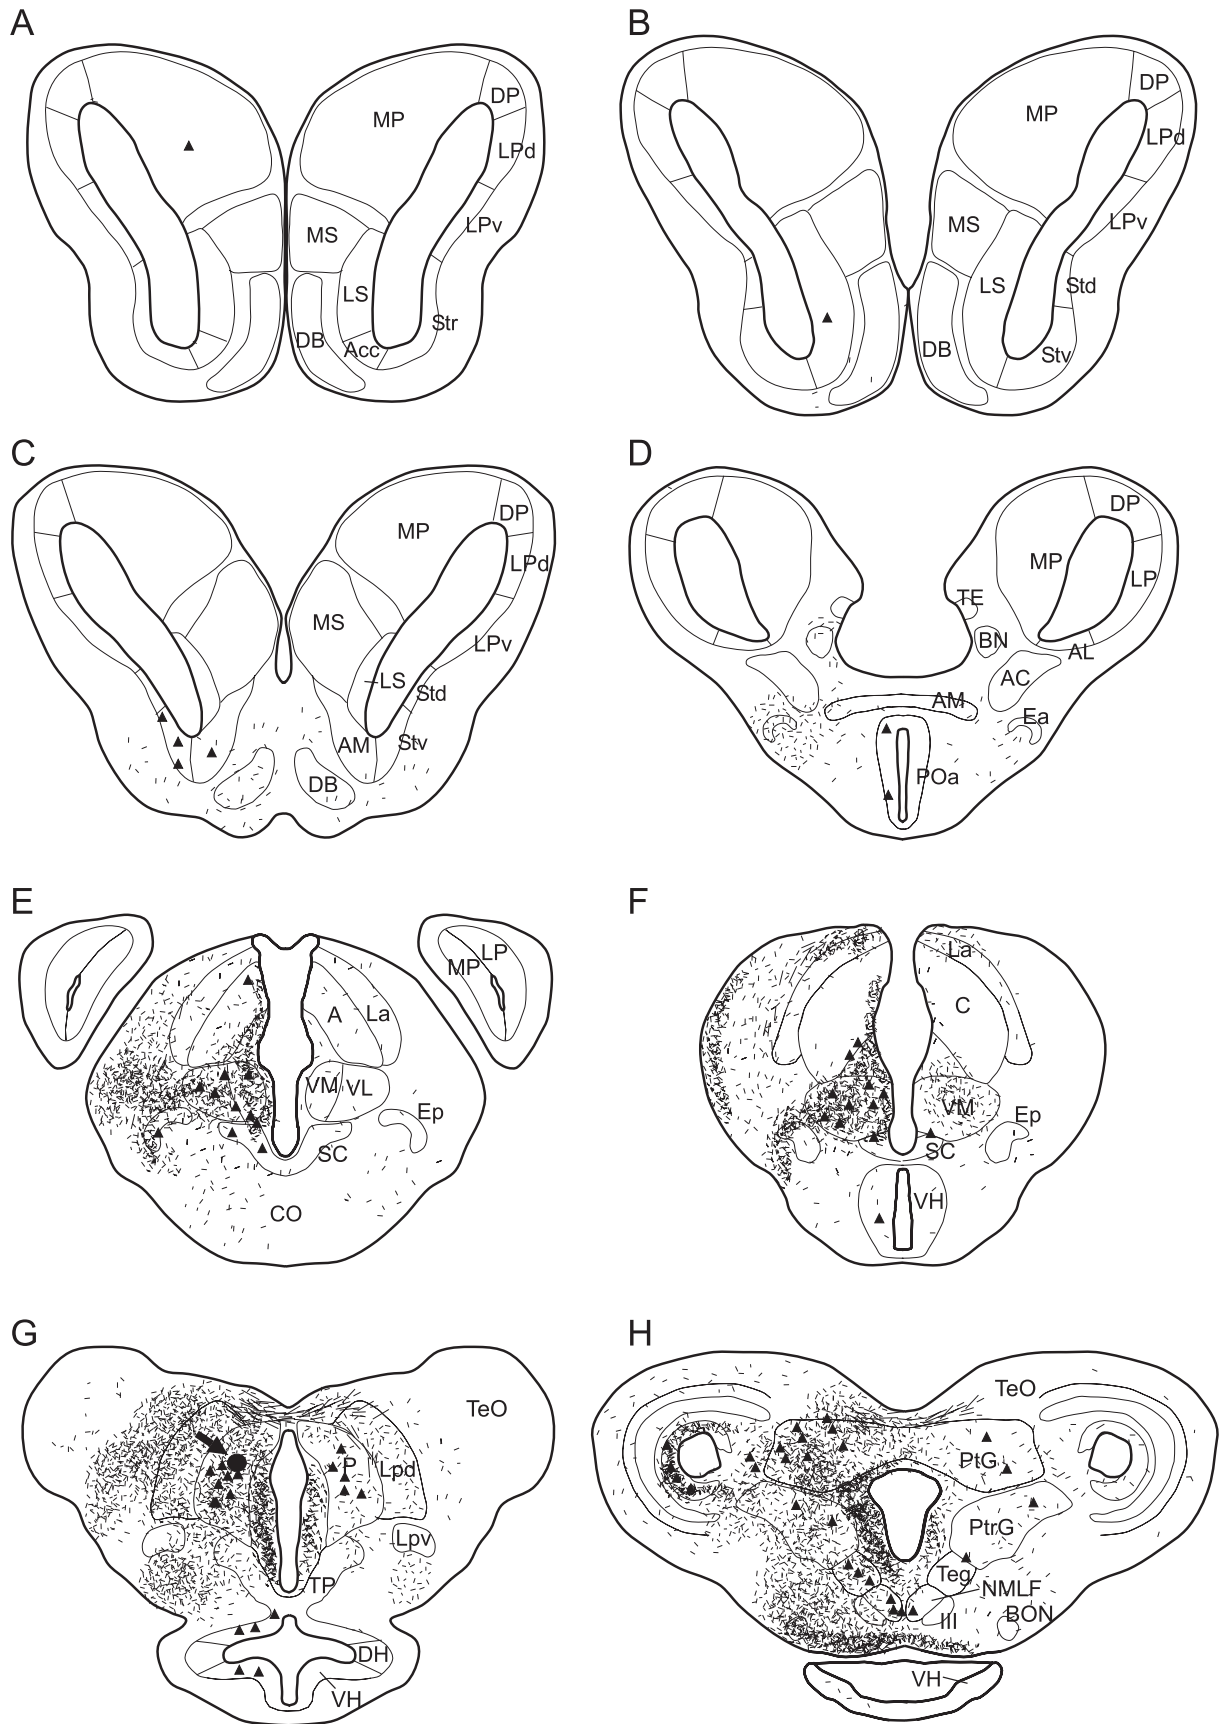 A
MP
DP
LPd
LPv
MS
LS
Str
DB
Acc
B
MP
DP
LPd
LPv
MS
LS
Std
DB
Stv
C
MP
DP
LPd
MS
LPv
LS
Std
AM
Stv
DB
D
DP
MP
LP
TE
BN
AL
AC
AM
Ea
POa
E
LP
MP
A
La
VM
VL
Ep
SC
CO
F
La
C
VM
Ep
SC
VH
G
TeO
P
Lpd
Lpv
TP
DH
VH
H
TeO
PtG
PtrG
Teg
NMLF
III
BON
VH